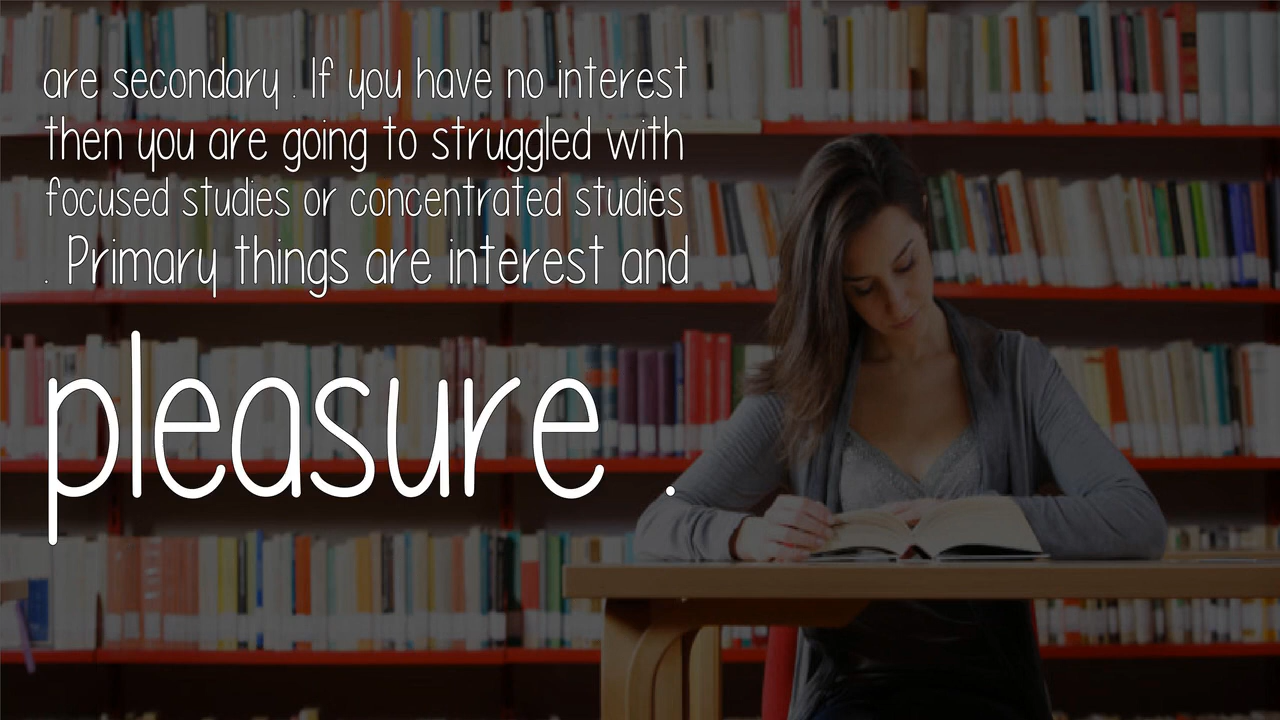 are secondary . If you have no interest
then you are going to struggled with
focused studies or concentrated studies
. Primary things are interest and
pleasure .